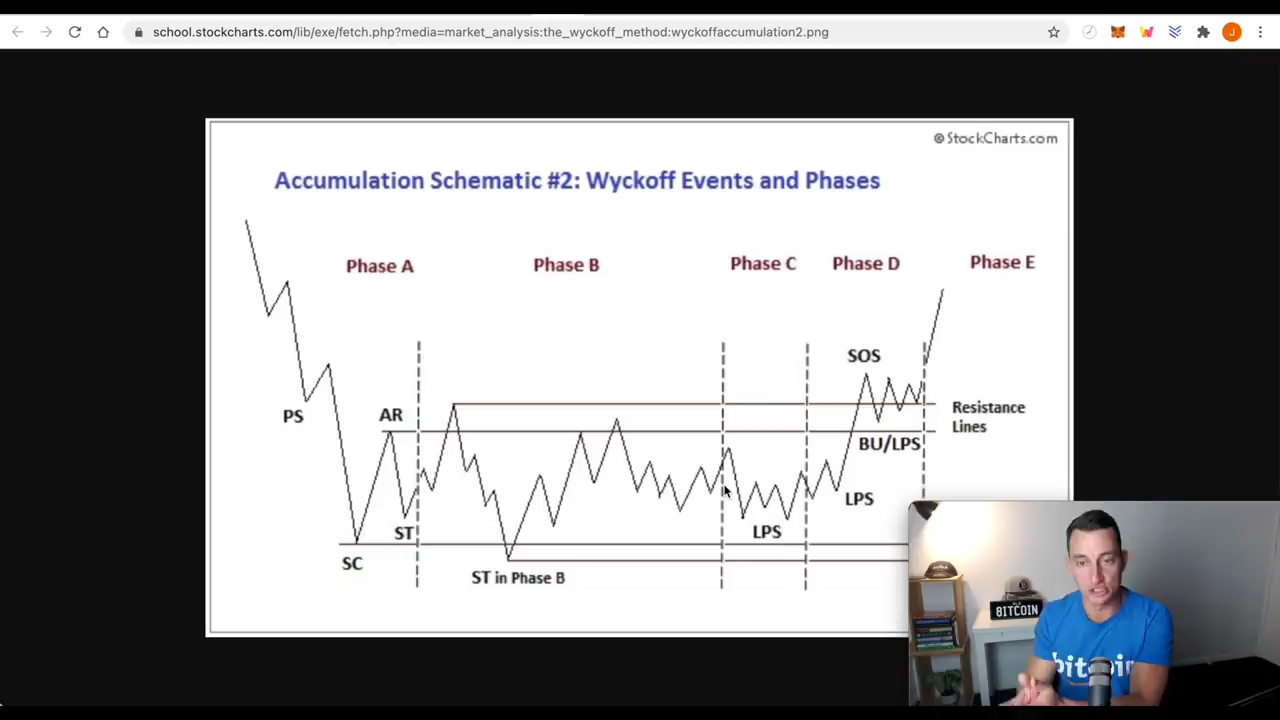 school.stockcharts.com/lib/exe/fetch.php?media=market_analysis:the_wyckoff_method:wyckoffaccumulation2.png
J
©StockCharts.com
Accumulation Schematic #2: Wyckoff Events and Phases
Phase A
Phase B
Phase C
Phase D
Phase E
SOS
PS
AR
Resistance
Lines
BU/LPS
LPS
ST
LPS
SC
ST in Phase B
BITCOIN
bitcoin